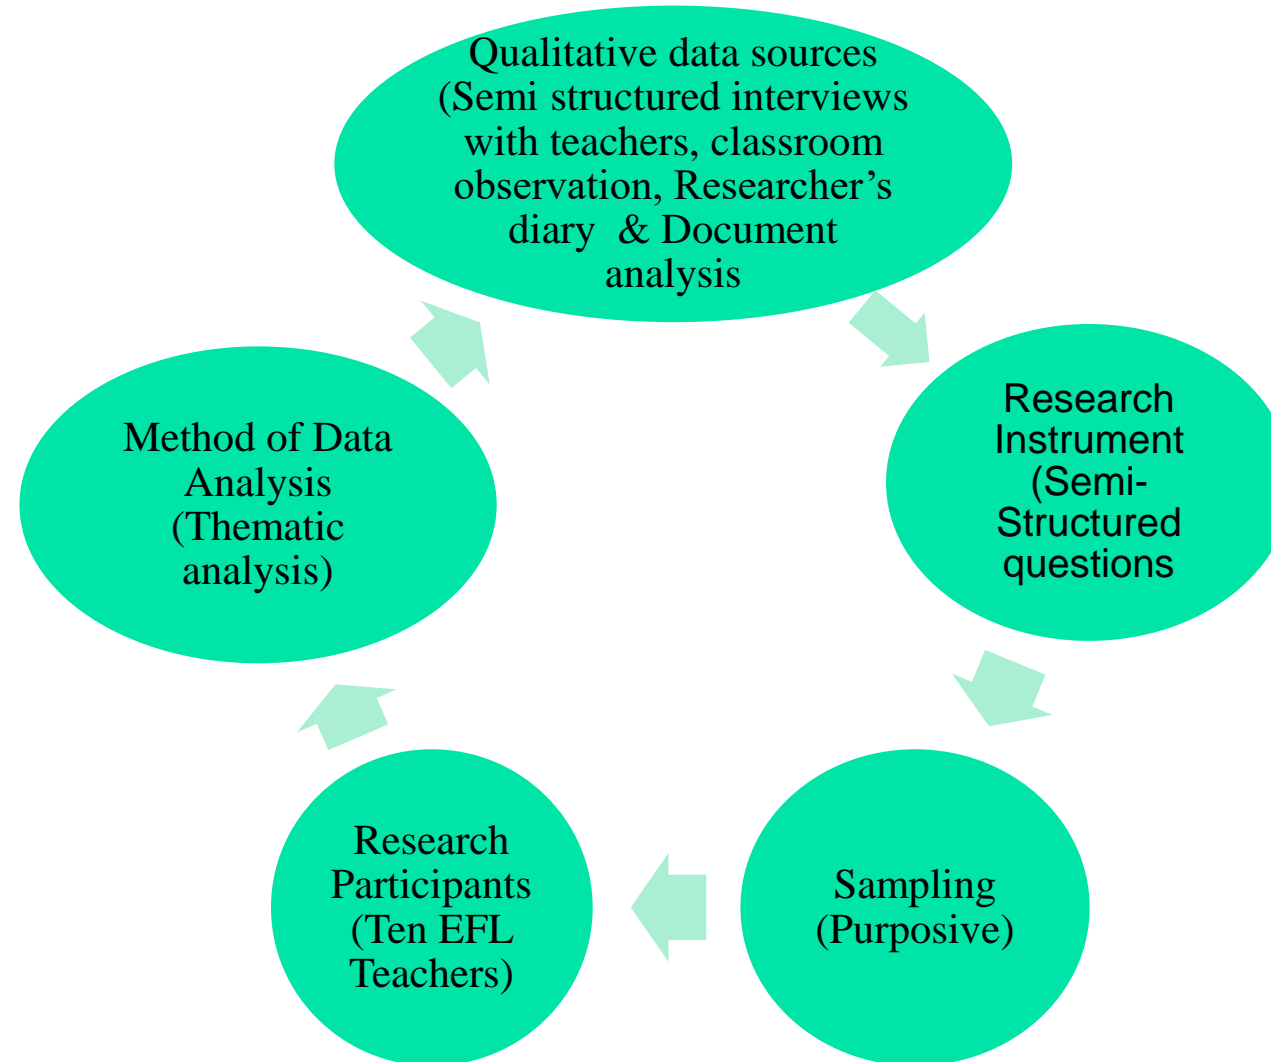 Qualitative data sources
(Semi structured interviews
with teachers, classroom
observation, Researcher’s
diary & Document
analysis
Research
Instrument
(Semi-
Structured
questions
Sampling
(Purposive)
Research
Participants
(Ten EFL
Teachers)
Method of Data
Analysis
(Thematic
analysis)